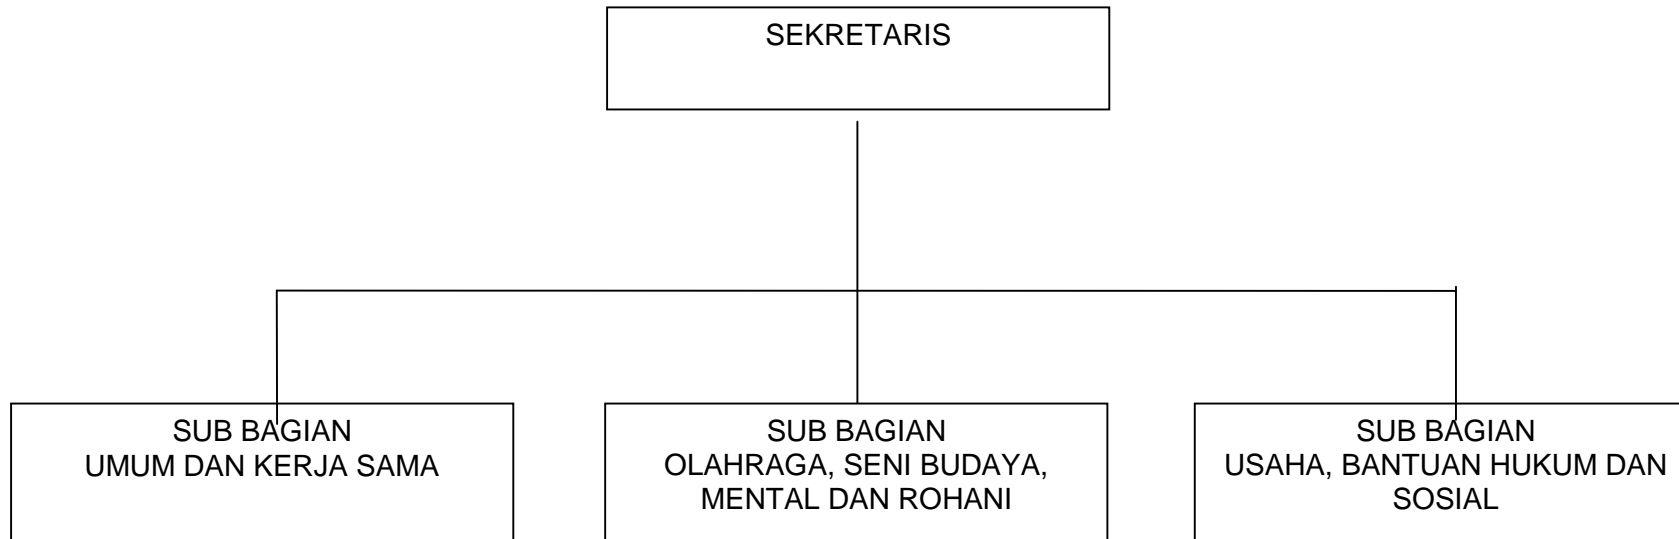 SEKRETARIS
SUB BAGIAN
UMUM DAN KERJA SAMA
SUB BAGIAN
OLAHRAGA, SENI BUDAYA,
MENTAL DAN ROHANI
SUB BAGIAN
USAHA, BANTUAN HUKUM DAN
SOSIAL